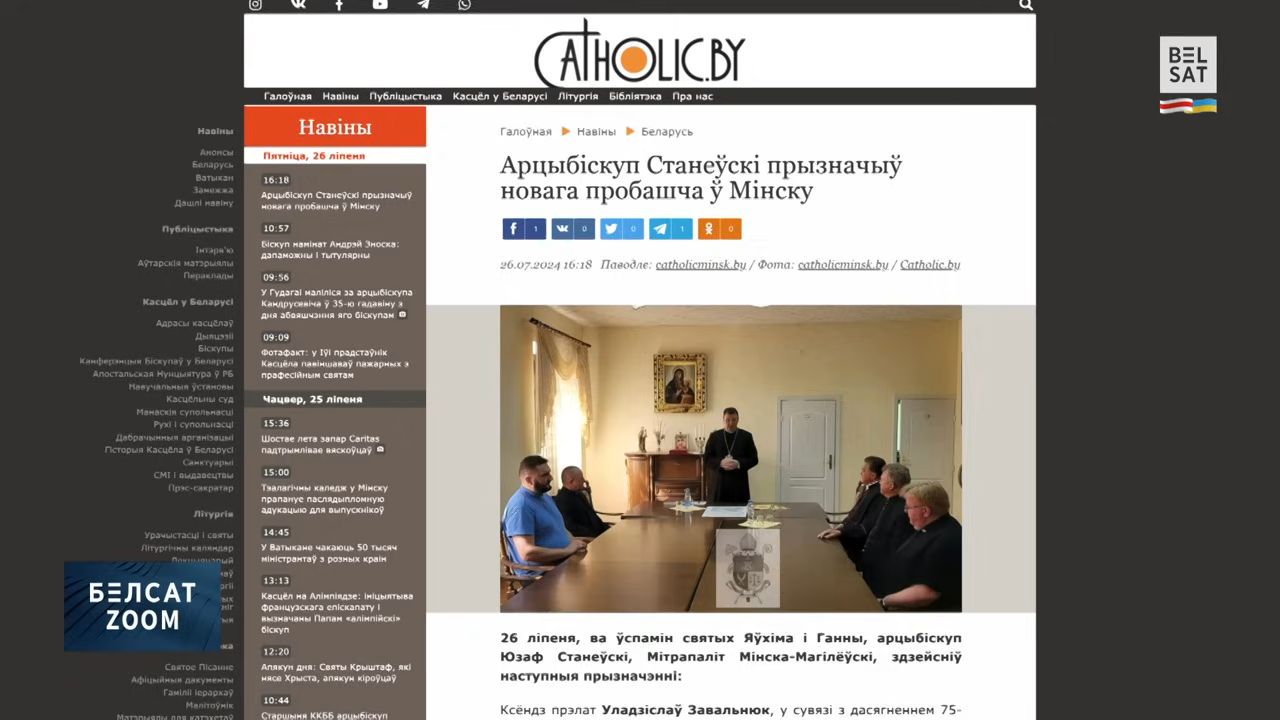 CATHOLIC.BY
BEL
SAT
Галоўная Навіны Публіцыстыка Касцёл у Беларусі Літургія Бібліятэка Пра нас
Навіны
Анонсы
Беларусь
Ватыкан
Замежжа
Дашлі навіну
Публіцыстыка
Інтэрв'ю
Аўтарскія матэрыялы
Пераклады
Касцёл у Беларусі
Адрасы касцёлаў
Дыяцэзіі
Біскупы
Канферэнцыя Біскупаў у Беларусі
Апостальская Нунцыятура ў РБ
Навучальныя ўстановы
Касцёльны суд
Манаскія супольнасці
Рухі і супольнасці
Дабрачынныя арганізацыі
Гісторыя Касцёла ў Беларусі
Санктуарыі
СМІ і выдавецтвы
Прэс-сакратар
Літургія
Урачыстасці і святы
Літургічны каляндар
БЕЛСАТ
ZOOM
Святое Пісанне
Афіцыйныя дакументы
Гаміліі іерархаў
Малітоўнік
Матэрыялы для катэхетаў
Навіны
Пятніца, 26 ліпеня
16:18
Арцыбіскуп Станеўскі прызначыў
новага пробашча ў Мінску
10:57
Біскуп намінат Андрэй Зноска:
дапаможны і тытулярны
09:56
У Гудагаі маліліся за арцыбіскупа
Кандрусевіча ў 35-ю гадавіну з
дня абвяшчэння яго біскупам
09:09
Фотафакт: у Іўі прадстаўнік
Касцёла павіншаваў пажарных з
прафесійным святам
Чацвер, 25 ліпеня
15:36
Шостае лета запар Caritas
падтрымлівае вяскоўцаў
15:00
Тэалагічны каледж у Мінску
прапануе паслядыпломную
адукацыю для выпускнікоў
14:45
У Ватыкане чакаюць 50 тысяч
міністрантаў з розных краін
13:13
Касцёл на Алімпіядзе: ініцыятыва
французскага епіскапату і
вызначаны Папам «алімпійскі»
біскуп
12:20
Апякун дня: Святы Крыштаф, які
нясе Хрыста, апякун кіроўцаў
10:44
Старшыня ККББ арцыбіскуп
Галоўная Навіны Беларусь
Арцыбіскуп Станеўскі прызначыў
новага пробашча ў Мінску
1 0 0 1 0
26.07.2024 16:18 Паводле: catholicminsk.by / Фота: catholicminsk.by / Catholic.by
26 ліпеня, ва ўспамін святых Яўхіма і Ганны, арцыбіскуп
Юзаф Станеўскі, Мітрапаліт Мінска-Магілёўскі, здзейсніў
наступныя прызначэнні:
Ксёндз прэлат Уладзіслаў Завальнюк, у сувязі з дасягненнем 75-